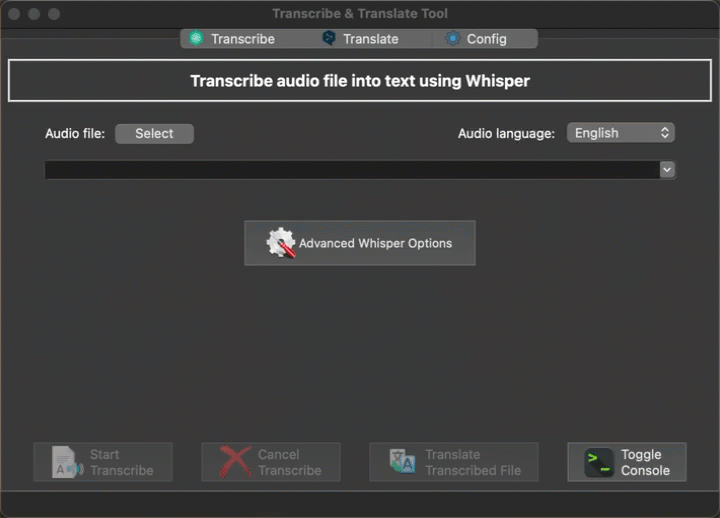 Transcribe & Translate Tool
Transcribe Translate Config
Transcribe audio file into text using Whisper
Audio file: Select Audio language: English
Advanced Whisper Options
Start Transcribe
Cancel Transcribe
Translate Transcribed File
Toggle Console